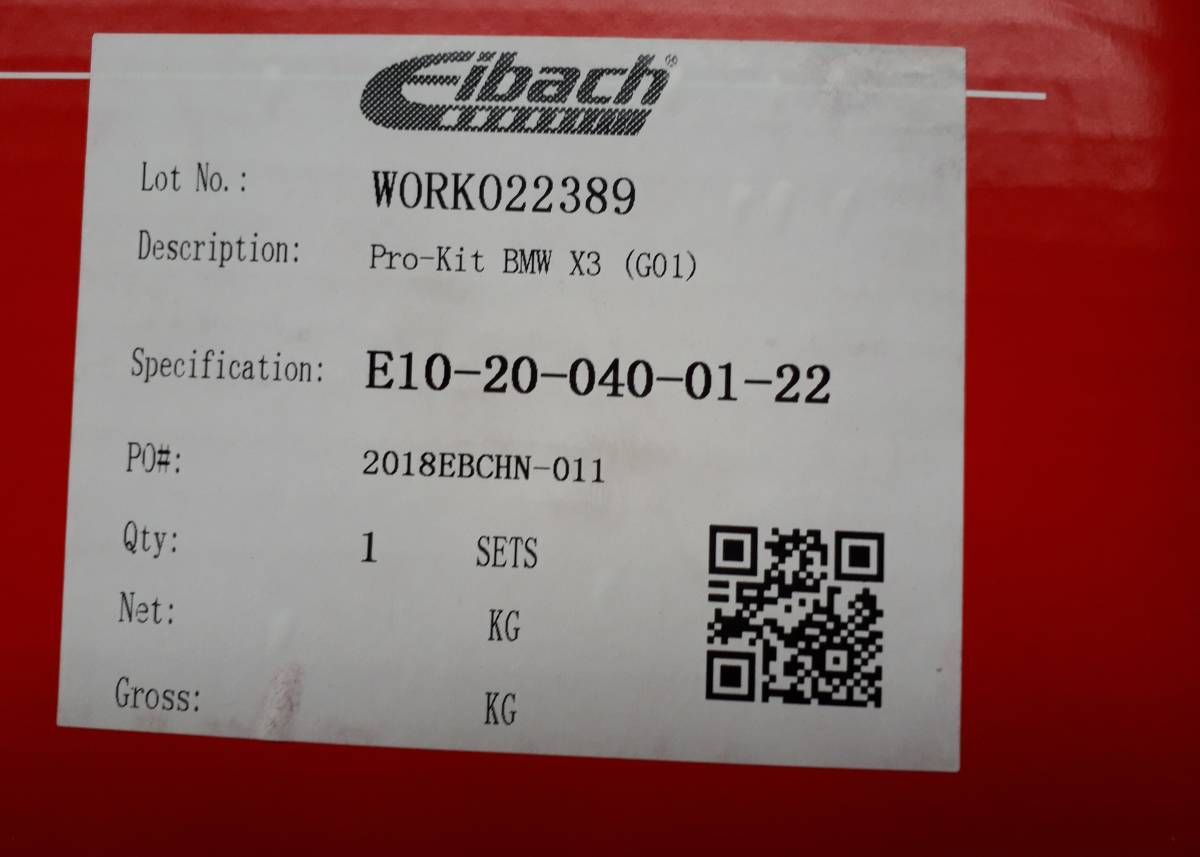 Eibach®
Lot No.: WORK022389
Description: Pro-Kit BMW X3 (G01)
Specification: E10-20-040-01-22
PO#: 2018EBCHN-011
Qty: 1 SETS
Net: KG
Gross: KG